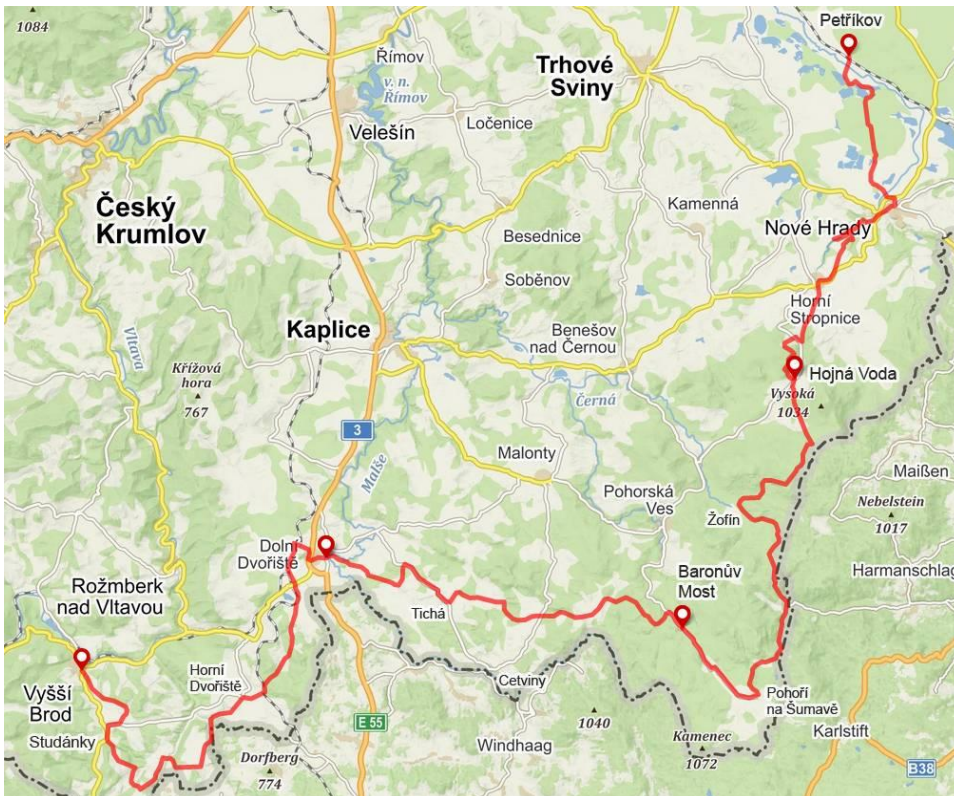 1084
Petříkov
Římov
v. n.
Římov
Trhové
Sviny
Ločenice
Velešín
Český
Krumlov
Kamenná
Nové Hrady
Besednice
Soběnov
Horní
Stropnice
Kaplice
Benešov
nad Černou
Vltava
Křížová
hora
767
Hojná Voda
Vysoká
1034
Černá
3
Malše
Malonty
Maißen
Pohorská
Ves
Nebelstein
1017
Žofín
Dolní
Dvořiště
Harmanschlag
Baronův
Most
Rožmberk
nad Vltavou
Tichá
Horní
Dvořiště
Cetviny
Vyšší
Brod
Pohoří
na Šumavě
Studánky
E 55
1040
Kamenec
1072
Karlstift
Windhaag
Dorfberg
774
B38